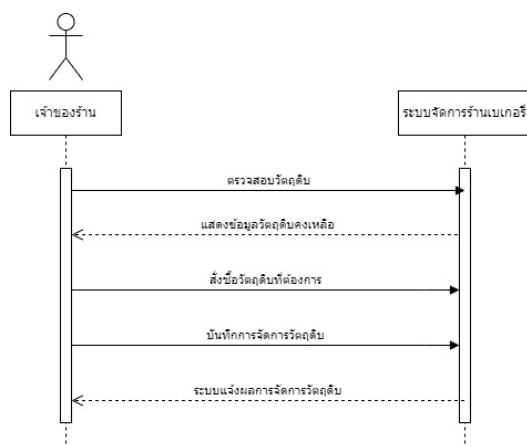 เจ้าของร้าน
ระบบจัดการร้านเบเกอรี่
ตรวจสอบวัตถุดิบ
แสดงข้อมูลวัตถุดิบคงเหลือ
สั่งซื้อวัตถุดิบที่ต้องการ
บันทึกการจัดการวัตถุดิบ
ระบบแจ้งผลการจัดการวัตถุดิบ